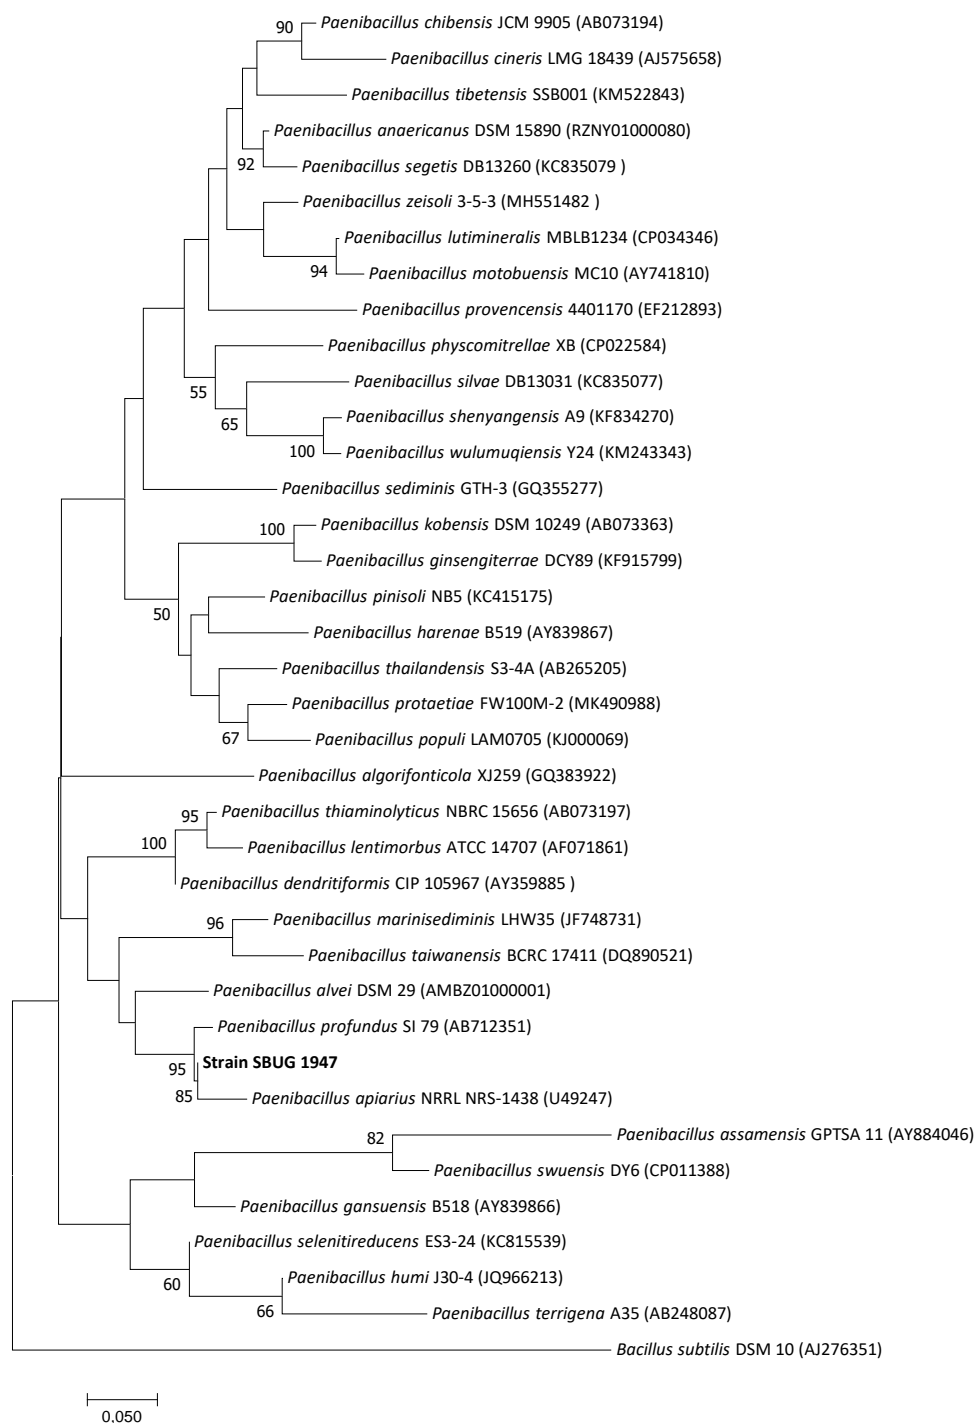 90
Paenibacillus chibensis JCM 9905 (AB073194)
Paenibacillus cineris LMG 18439 (AJ575658)
Paenibacillus tibetensis SSB001 (KM522843)
Paenibacillus anaericanus DSM 15890 (RZNY01000080)
92
Paenibacillus segetis DB13260 (KC835079 )
Paenibacillus zeisoli 3-5-3 (MH551482 )
Paenibacillus lutimineralis MBLB1234 (CP034346)
94
Paenibacillus motobuensis MC10 (AY741810)
Paenibacillus provencensis 4401170 (EF212893)
Paenibacillus physcomitrellae XB (CP022584)
55
Paenibacillus silvae DB13031 (KC835077)
65
Paenibacillus shenyangensis A9 (KF834270)
100
Paenibacillus wulumuqiensis Y24 (KM243343)
Paenibacillus sediminis GTH-3 (GQ355277)
100
Paenibacillus kobensis DSM 10249 (AB073363)
Paenibacillus ginsengiterrae DCY89 (KF915799)
50
Paenibacillus pinisoli NB5 (KC415175)
Paenibacillus harenae B519 (AY839867)
Paenibacillus thailandensis S3-4A (AB265205)
Paenibacillus protaetiae FW100M-2 (MK490988)
67
Paenibacillus populi LAM0705 (KJ000069)
Paenibacillus algorifonticola XJ259 (GQ383922)
95
Paenibacillus thiaminolyticus NBRC 15656 (AB073197)
100
Paenibacillus lentimorbus ATCC 14707 (AF071861)
Paenibacillus dendritiformis CIP 105967 (AY359885 )
96
Paenibacillus marinisediminis LHW35 (JF748731)
Paenibacillus taiwanensis BCRC 17411 (DQ890521)
Paenibacillus alvei DSM 29 (AMBZ01000001)
Paenibacillus profundus SI 79 (AB712351)
95
Strain SBUG 1947
85
Paenibacillus apiarius NRRL NRS-1438 (U49247)
82
Paenibacillus assamensis GPTSA 11 (AY884046)
Paenibacillus swuensis DY6 (CP011388)
Paenibacillus gansuensis B518 (AY839866)
Paenibacillus selenitireducens ES3-24 (KC815539)
60
Paenibacillus humi J30-4 (JQ966213)
66
Paenibacillus terrigena A35 (AB248087)
Bacillus subtilis DSM 10 (AJ276351)
0,050